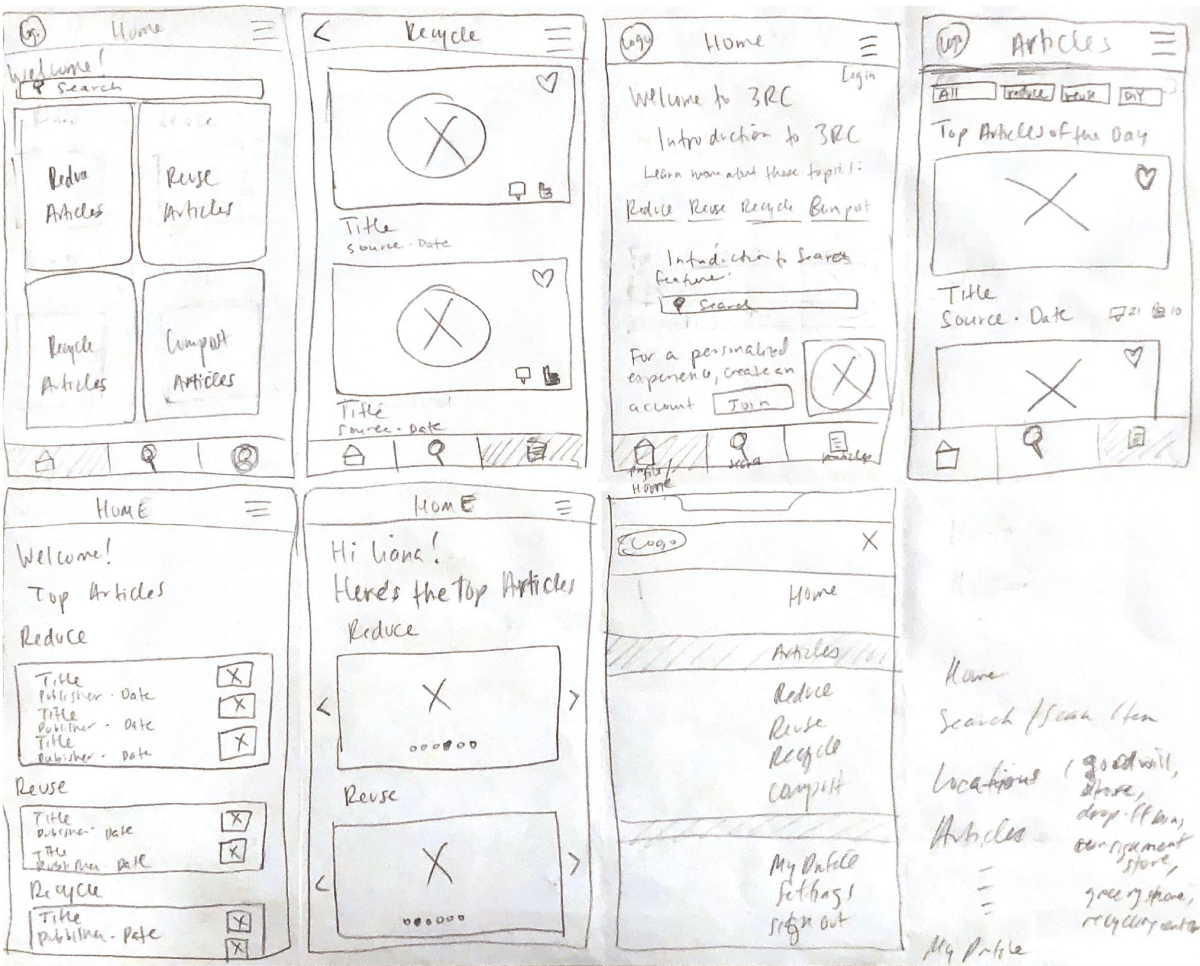 Logo Home
Welcome!
Search
Reduce
Articles
Reuse
Articles
Recycle
Articles
Compost
Articles
Recycle
Title
Source · Date
Title
Source · Date
Logo Home
Login
Welcome to 3RC
Introduction to 3RC
Learn more about these topics:
Reduce Reuse Recycle Compost
Introduction to Search
feature:
Search
For a personalized
experience, create an
account Join
Profile/
Home
Search
Articles
Logo Articles
All reduce reuse DIY
Top Articles of the Day
Title
Source · Date 21 10
HOME
Welcome!
Top Articles
Reduce
Title
Publisher · Date
Title
Publisher · Date
Title
Publisher · Date
Reuse
Title
Publisher · Date
Title
Publisher · Date
Recycle
Title
Publisher · Date
HOME
Hi Liana!
Here's the Top Articles
Reduce
Reuse
Logo
Home
Articles
Reduce
Reuse
Recycle
Compost
My Profile
Settings
Sign out
Home
Search / Scan Item
Locations (goodwill,
store,
drop-off bins,
consignment
store,
grocery store,
recycling center
Articles
My Profile